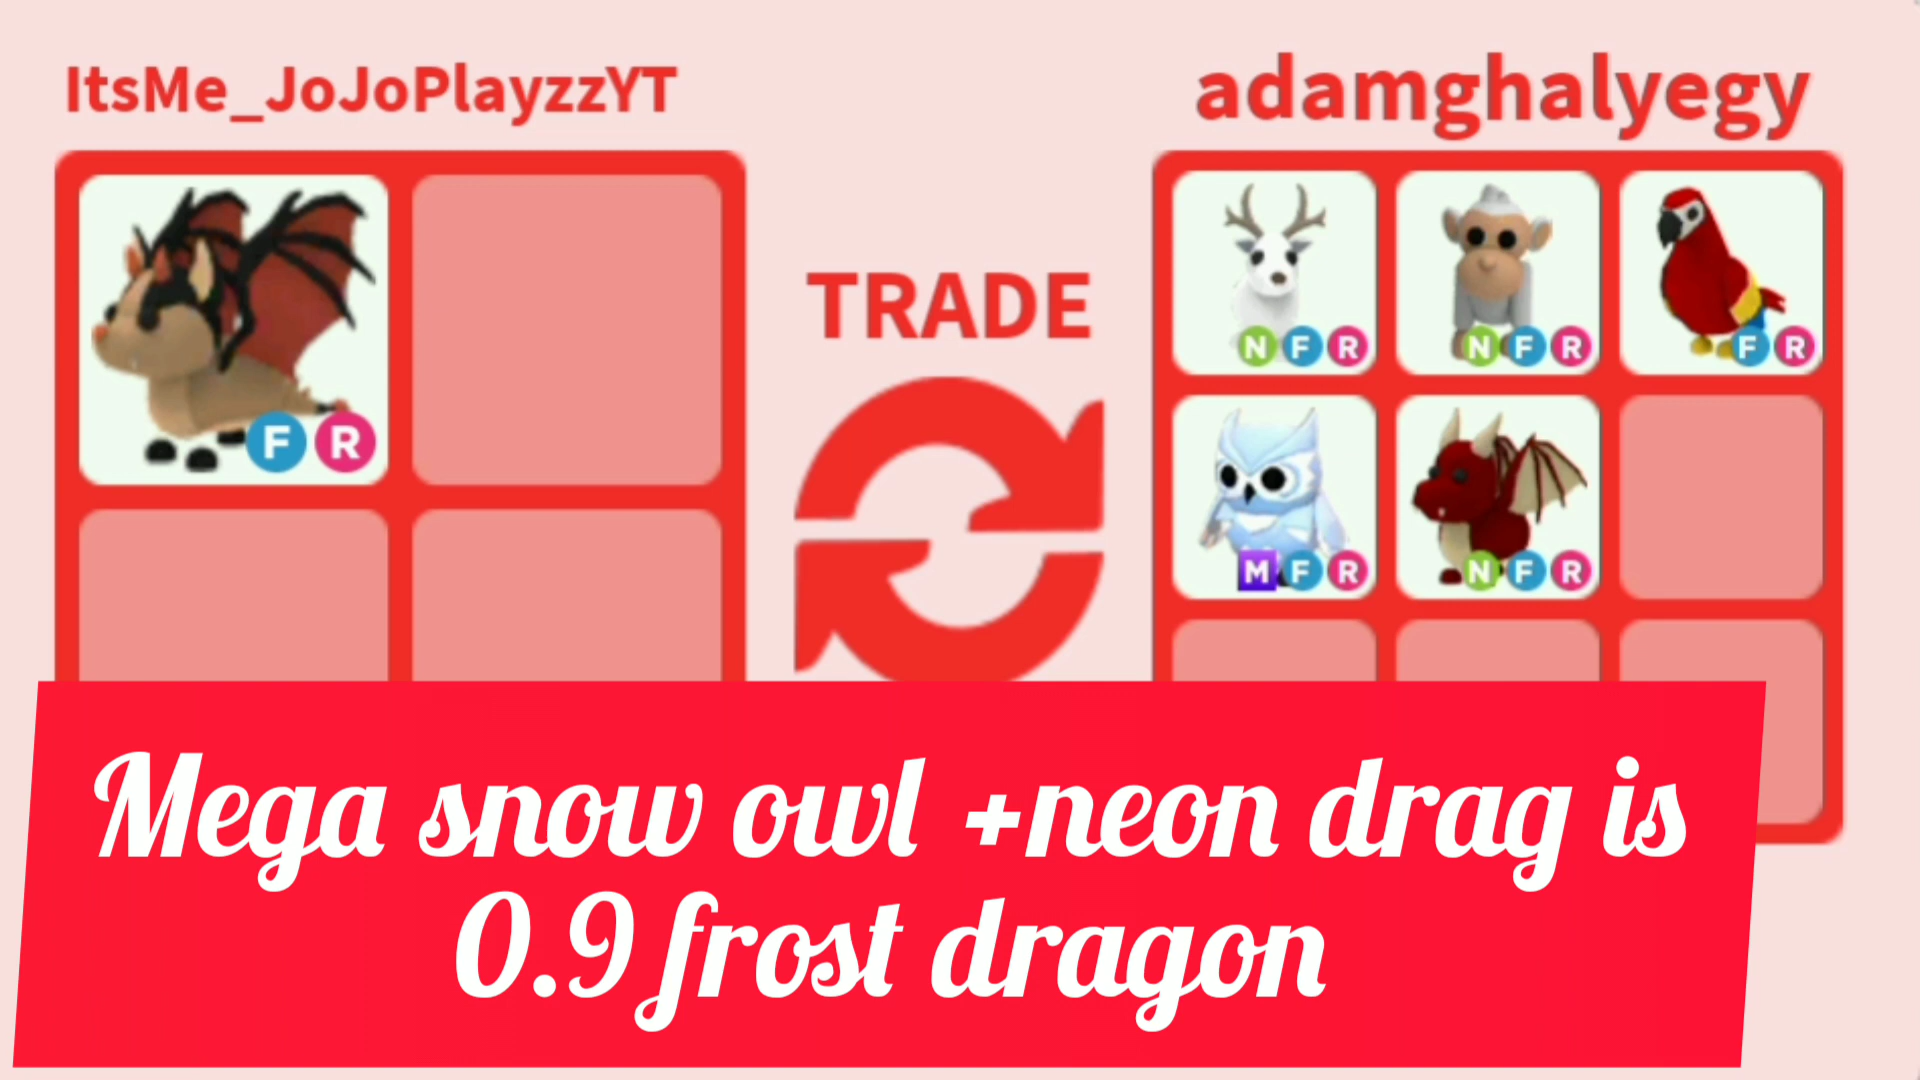 ItsMe_JoJoPlayzzYT
adamghalyegy
TRADE
F R
N F R
N F R
F R
M F R
N F R
Mega snow owl +neon drag is
0.9 frost dragon